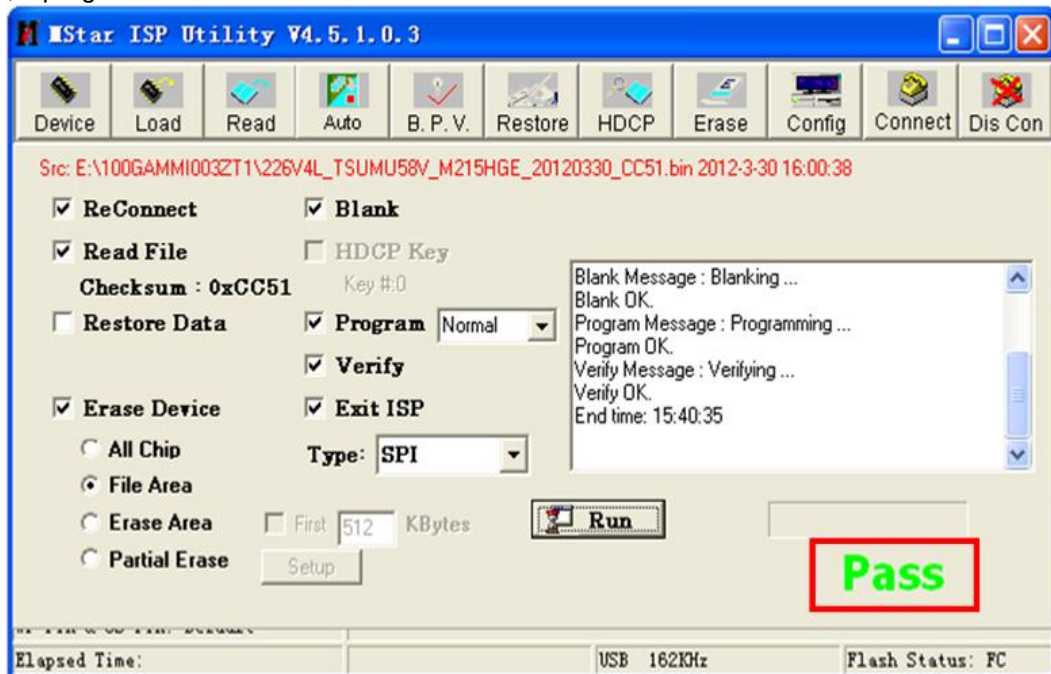 MStar ISP Utility V4.5.1.0.3
Device Load Read Auto B.P.V. Restore HDCP Erase Config Connect Dis Con
Src: E:\100GAMMI003ZT1\226V4L_TSUMU58V_M215HGE_20120330_CC51.bin 2012-3-30 16:00:38
ReConnect Blank
Read File HDCP Key
Checksum : 0xCC51 Key #:0
Restore Data Program Normal
Verify
Erase Device Exit ISP
All Chip Type: SPI
File Area
Erase Area First 512 KBytes
Partial Erase Setup
Blank Message : Blanking ...
Blank OK.
Program Message : Programming ...
Program OK.
Verify Message : Verifying ...
Verify OK.
End time: 15:40:35
Run
Pass
Elapsed Time: USB 162KHz Flash Status: FC